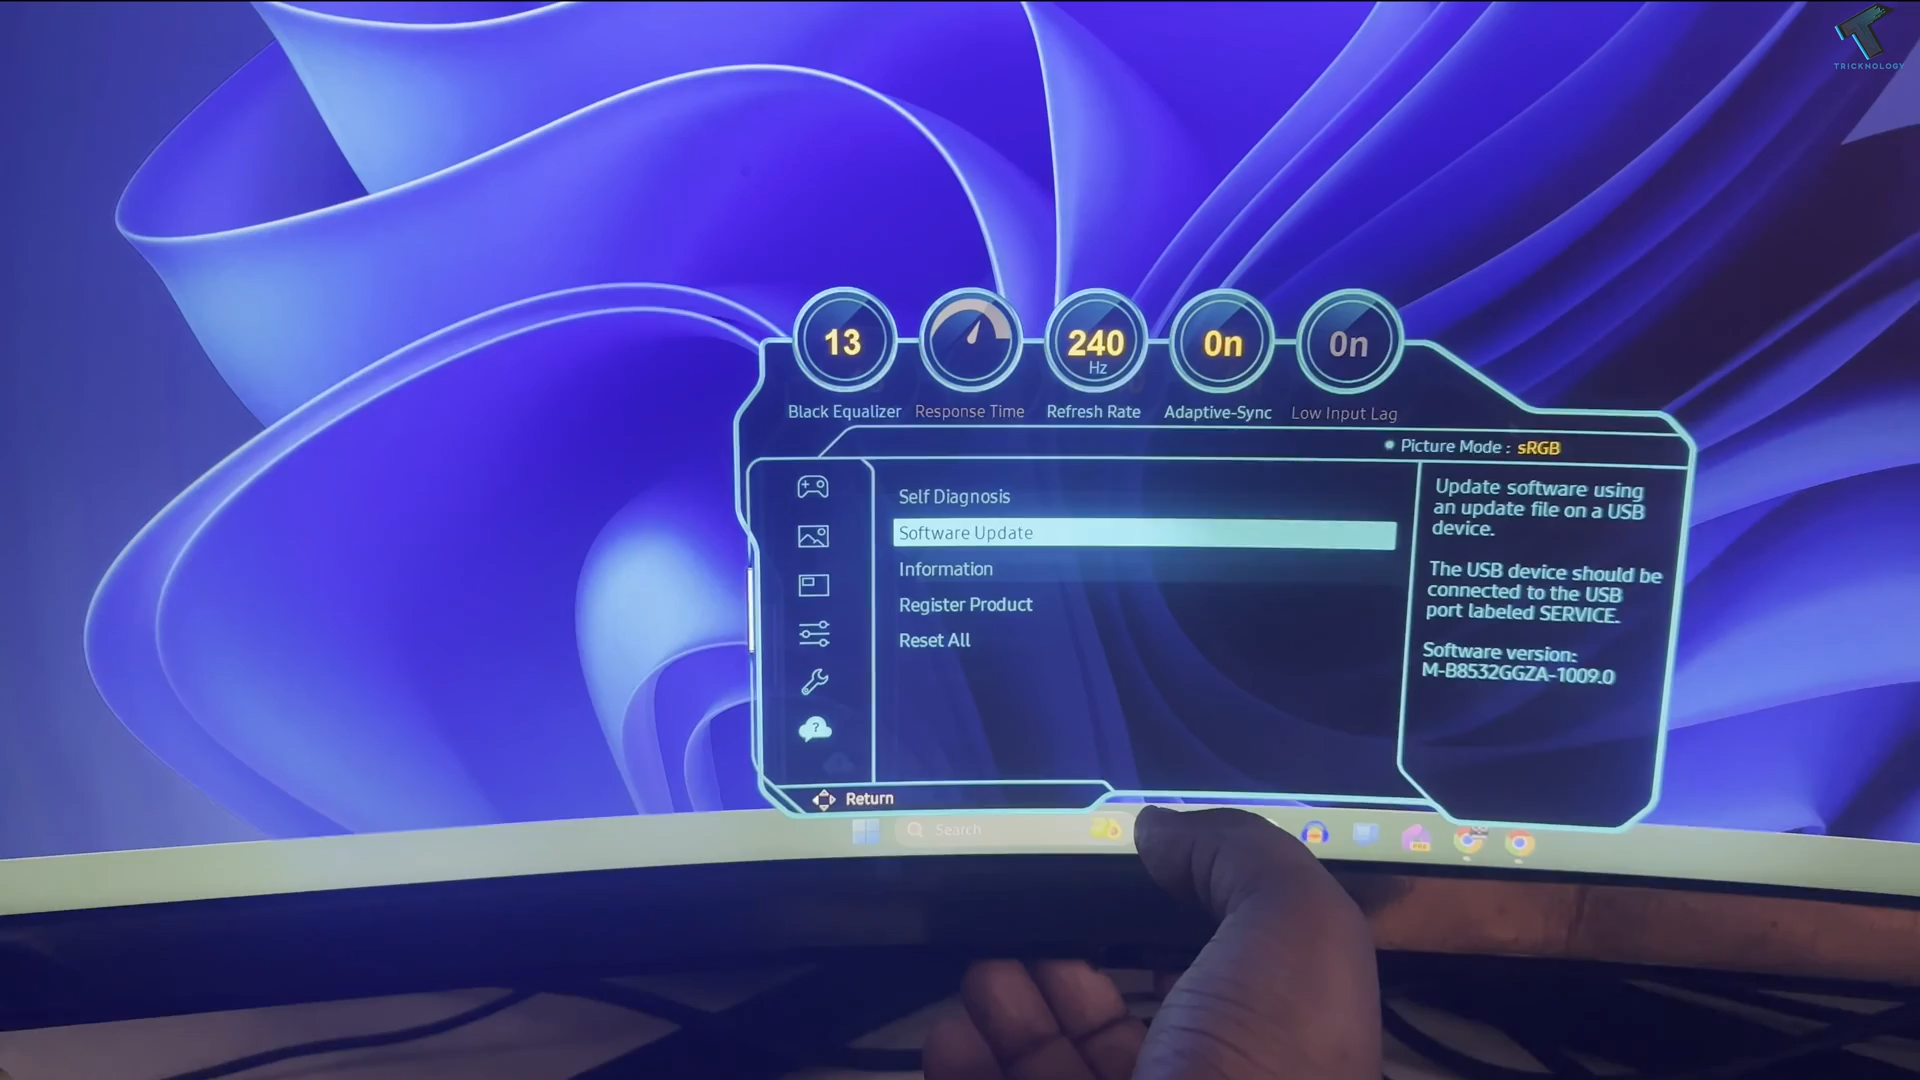 TRICKNOLOGY
13
240
Hz
On
On
Black Equalizer
Response Time
Refresh Rate
Adaptive-Sync
Low Input Lag
Picture Mode : sRGB
Self Diagnosis
Software Update
Information
Register Product
Reset All
Update software using
an update file on a USB
device.
The USB device should be
connected to the USB
port labeled SERVICE.
Software version:
M-B8532GGZA-1009.0
?
Return
Search
PRE